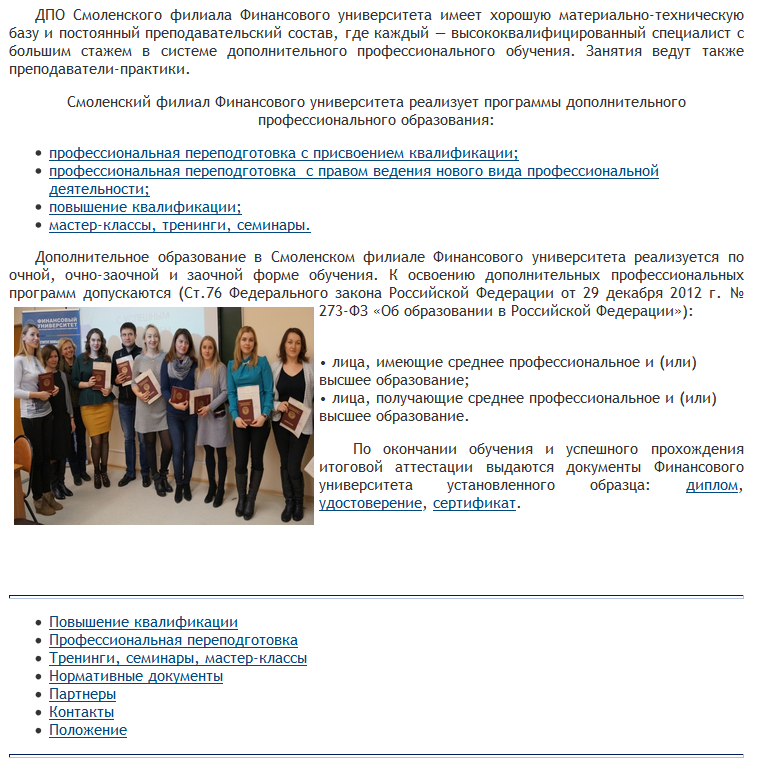 ДПО Смоленского филиала Финансового университета имеет хорошую материально-техническую
базу и постоянный преподавательский состав, где каждый — высококвалифицированный специалист с
большим стажем в системе дополнительного профессионального обучения. Занятия ведут также
преподаватели-практики.
Смоленский филиал Финансового университета реализует программы дополнительного
профессионального образования:
• профессиональная переподготовка с присвоением квалификации;
• профессиональная переподготовка с правом ведения нового вида профессиональной
деятельности;
• повышение квалификации;
• мастер-классы, тренинги, семинары.
Дополнительное образование в Смоленском филиале Финансового университета реализуется по
очной, очно-заочной и заочной форме обучения. К освоению дополнительных профессиональных
программ допускаются (Ст.76 Федерального закона Российской Федерации от 29 декабря 2012 г. №
273-ФЗ «Об образовании в Российской Федерации»):
ФИНАНСОВЫЙ
УНИВЕРСИТЕТ
• лица, имеющие среднее профессиональное и (или)
высшее образование;
• лица, получающие среднее профессиональное и (или)
высшее образование.
По окончании обучения и успешного прохождения
итоговой аттестации выдаются документы Финансового
университета установленного образца: диплом,
удостоверение, сертификат.
• Повышение квалификации
• Профессиональная переподготовка
• Тренинги, семинары, мастер-классы
• Нормативные документы
• Партнеры
• Контакты
• Положение